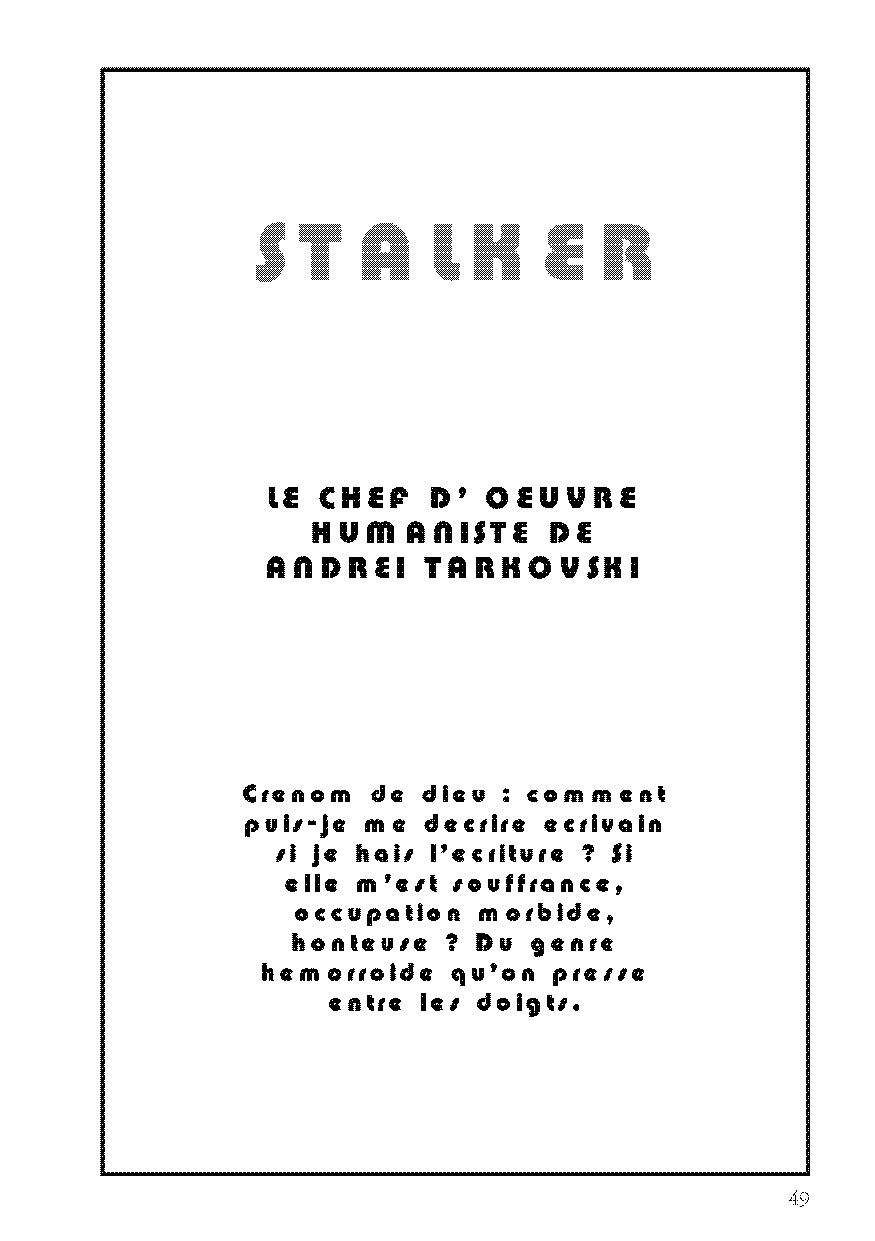 STALKER
LE CHEF D' OEUVRE
HUMANISTE DE
ANDREI TARKOVSKI
Crenom de dieu : comment
puis-je me decrire ecrivain
si je hais l'ecriture ? Si
elle m'est souffrance,
occupation morbide,
honteuse ? Du genre
hemorroide qu'on presse
entre les doigts.
49